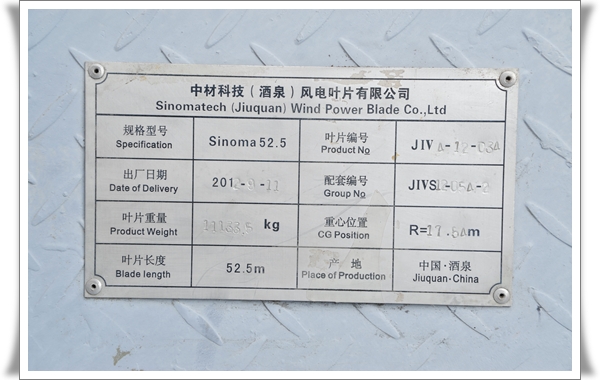 中材科技（酒泉）风电叶片有限公司
Sinomatech (Jiuquan) Wind Power Blade Co.,Ltd
规格型号 Specification Sinoma 52.5 叶片编号 Product No JIV
出厂日期 Date of Delivery 配套编号 Group No
叶片重量 Product Weight kg 重心位置 CG Position
叶片长度 Blade length 52.5m 产 地 Place of Production 中国·酒泉 Jiuquan·China